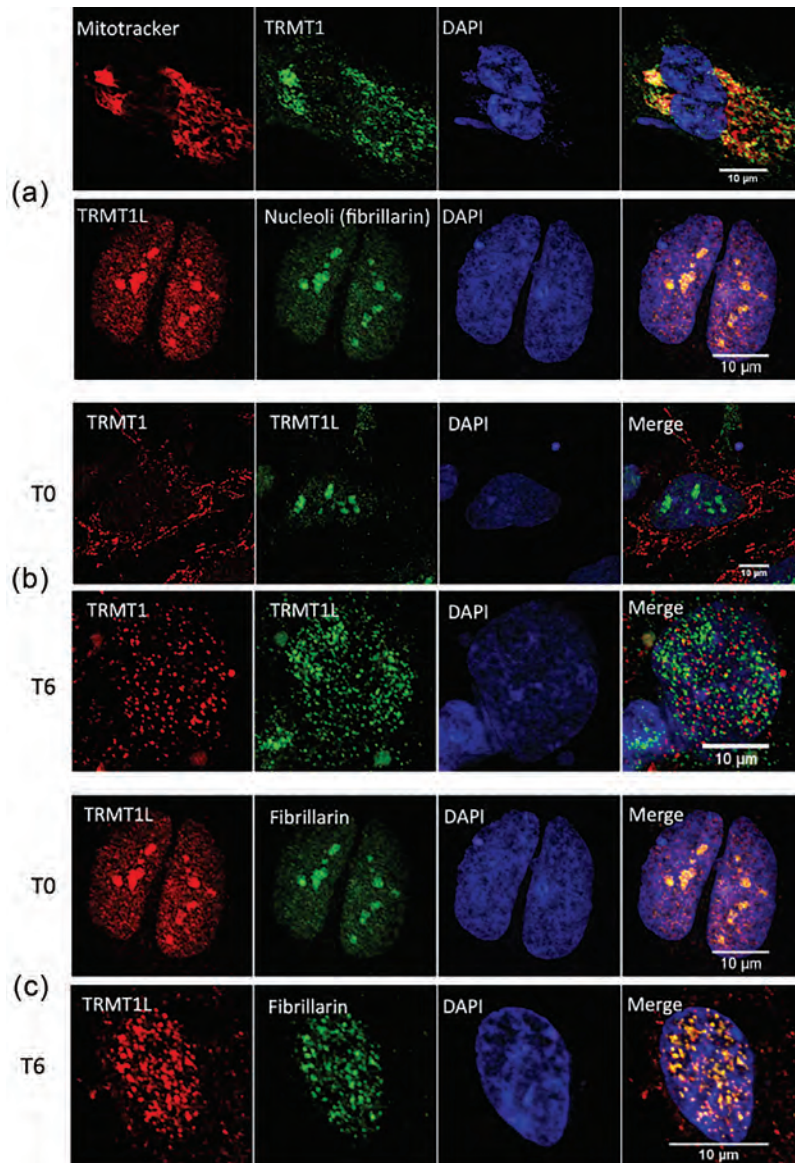 Mitotracker TRMT1 DAPI
10 µm
(a)
TRMT1L Nucleoli (fibrillarin) DAPI
10 µm
TRMT1 TRMT1L DAPI Merge
T0
10 µm
(b)
TRMT1 TRMT1L DAPI Merge
T6
10 µm
TRMT1L Fibrillarin DAPI Merge
T0
10 µm
(c)
TRMT1L Fibrillarin DAPI Merge
T6
10 µm